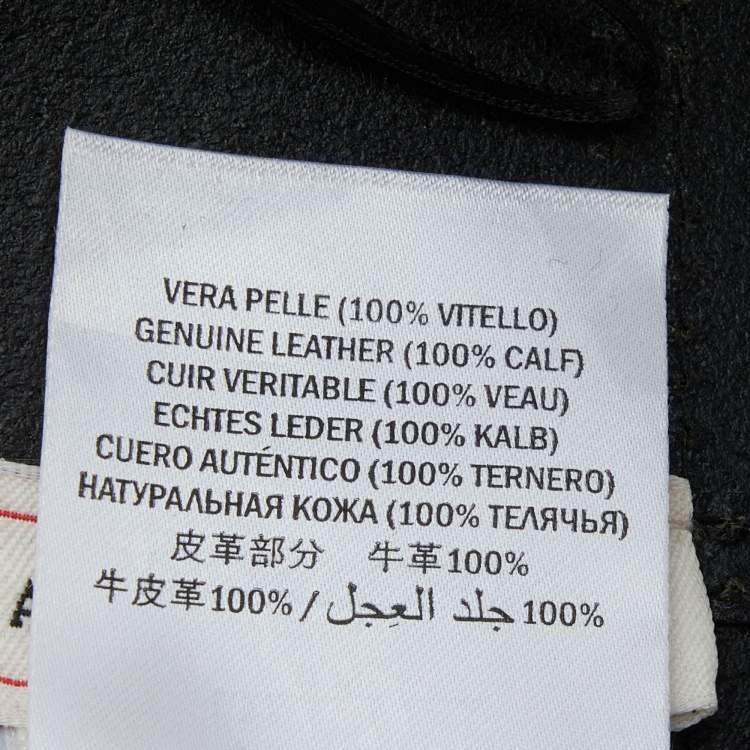 VERA PELLE (100% VITELLO)
GENUINE LEATHER (100% CALF)
CUIR VERITABLE (100% VEAU)
ECHTES LEDER (100% KALB)
CUERO AUTÉNTICO (100% TERNERO)
НАТУРАЛЬНАЯ КОЖА (100% ТЕЛЯЧЬЯ)
皮革部分 牛革100%
牛皮革100% / جلد العِجل 100%